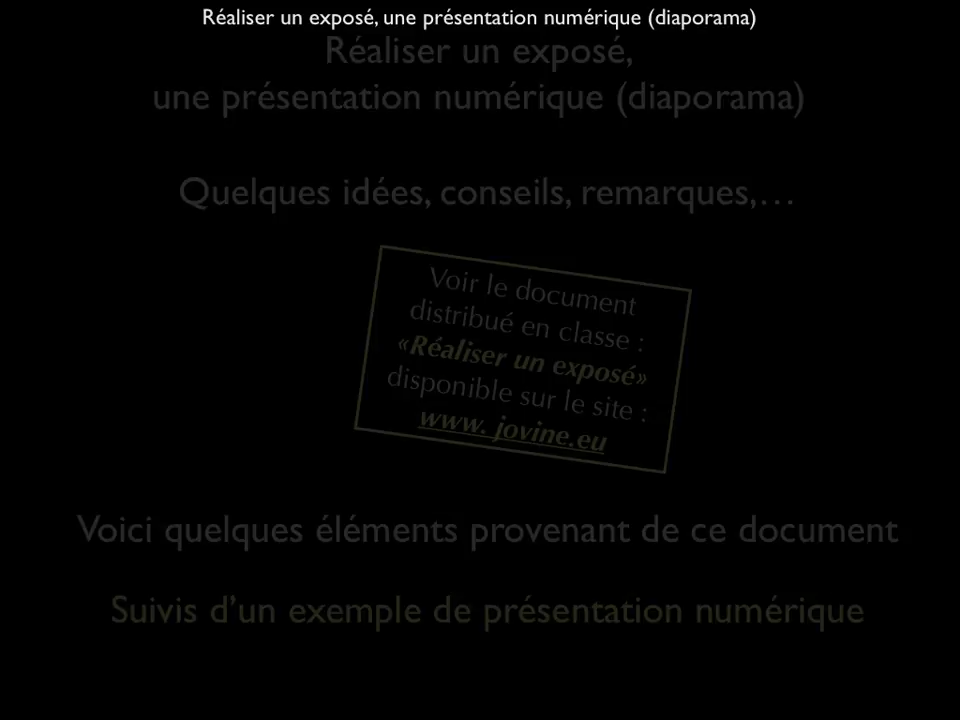 Réaliser un exposé, une présentation numérique (diaporama)
Réaliser un exposé,
une présentation numérique (diaporama)
Quelques idées, conseils, remarques,…
Voir le document
distribué en classe :
«Réaliser un exposé»
disponible sur le site :
www. jovine.eu
Voici quelques éléments provenant de ce document
Suivis d’un exemple de présentation numérique